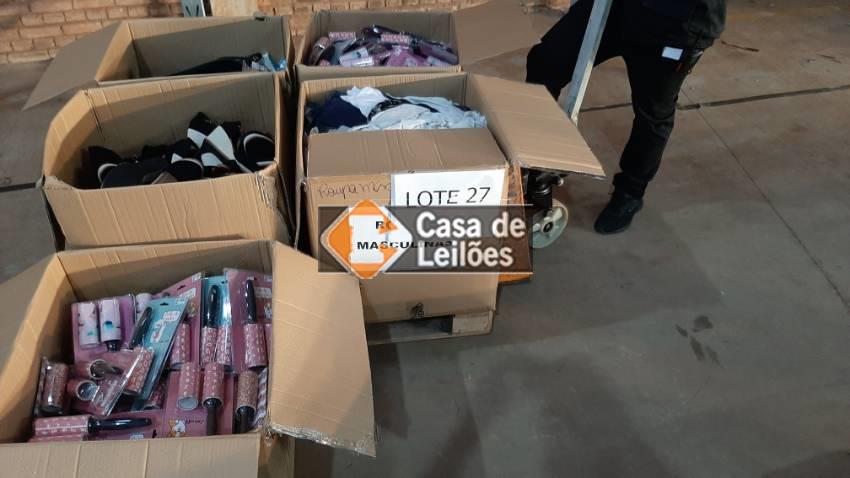 LOTE 27
MASCULINAS
Casa de
Leilões